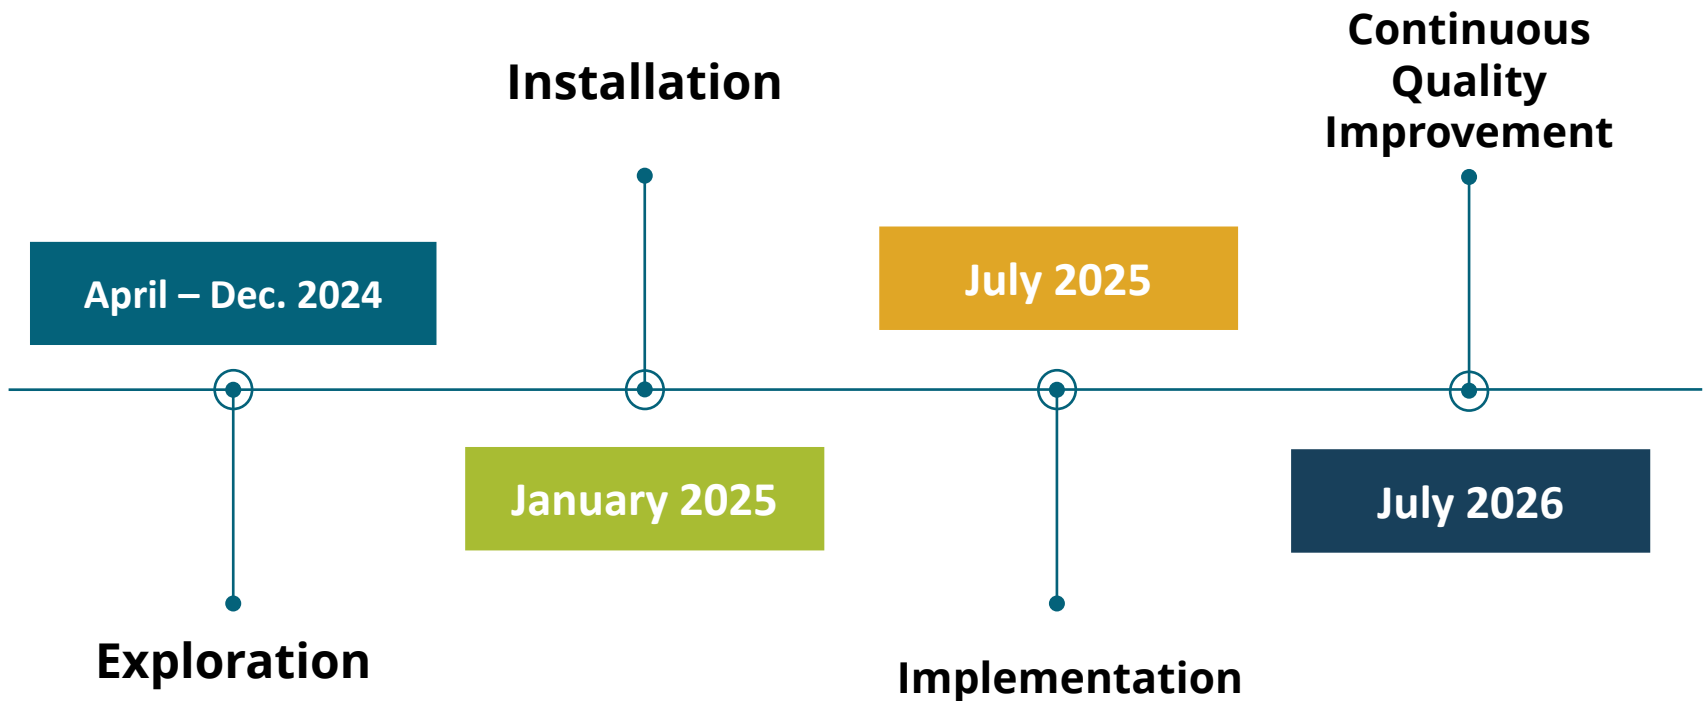 Continuous
Quality
Improvement
Installation
April – Dec. 2024
July 2025
January 2025
July 2026
Exploration
Implementation